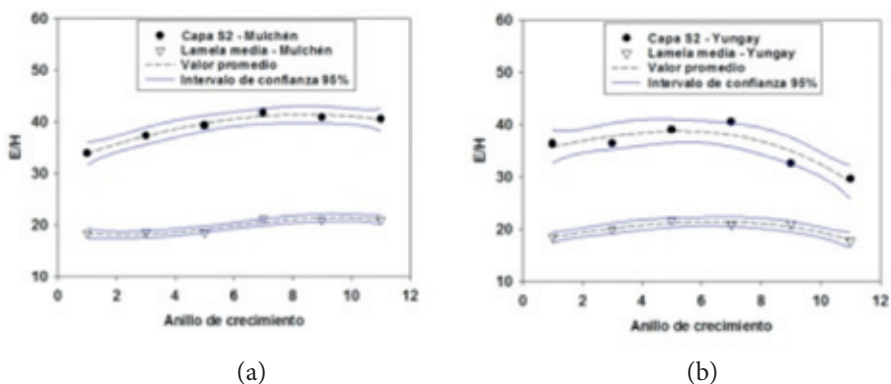 60
50
40
30
20
10
E/H
Capa S2 - Mulchén
Lamela media - Mulchén
Valor promedio
Intervalo de confianza 95%
0 2 4 6 8 10 12
Anillo de crecimiento
(a)
60
50
40
30
20
10
E/H
Capa S2 - Yungay
Lamela media - Yungay
Valor promedio
Intervalo de confianza 95%
0 2 4 6 8 10 12
Anillo de crecimiento
(b)